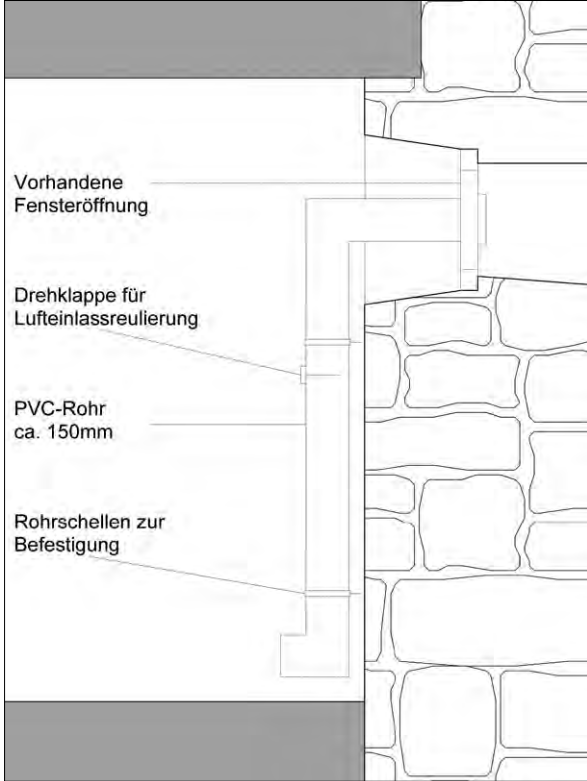 Vorhandene
Fensteröffnung
Drehklappe für
Lufteinlassreulierung
PVC-Rohr
ca. 150mm
Rohrschellen zur
Befestigung